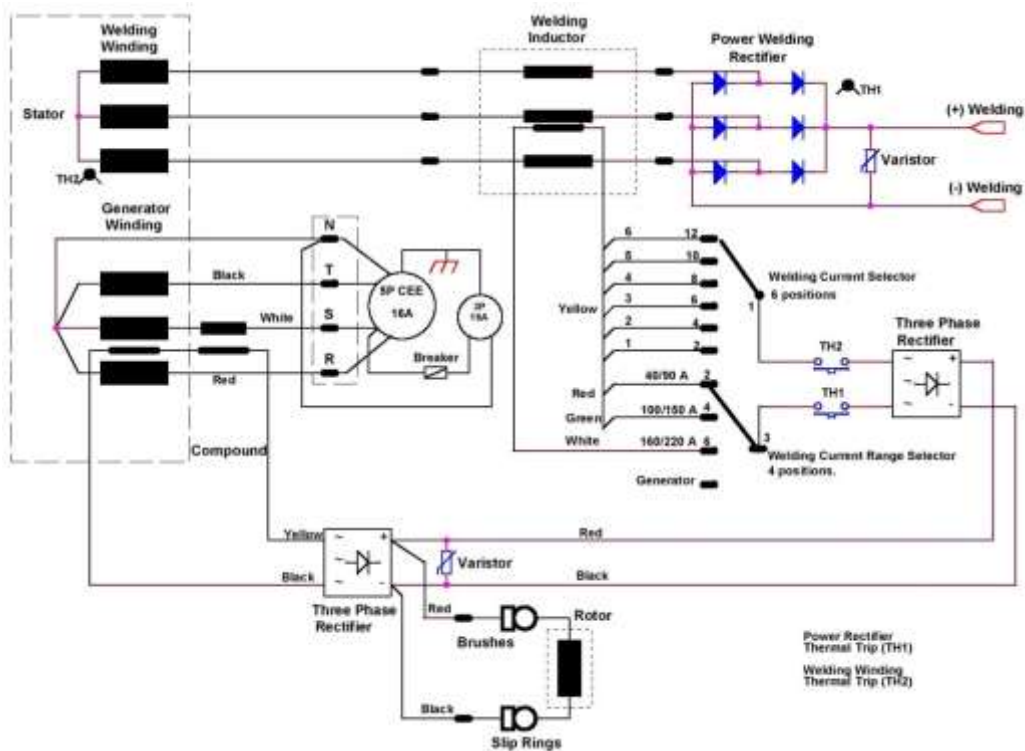 Welding
Winding
Welding
Inductor
Power Welding
Rectifier
TH1
(+) Welding
Stator
Varistor
TH2
(-) Welding
Generator
Winding
N
T
S
R
Black
White
Red
5P CEE
16A
2P
16A
Breaker
6 12
5 10
4 8
3 6
2 4
1 2
Yellow
Welding Current Selector
6 positions
1
Three Phase
Rectifier
TH2
TH1
~ +
~
~ -
Red
40/90 A 2
Green
100/150 A 4
White
160/220 A 6
3
Welding Current Range Selector
4 positions.
Generator
Compound
Yellow
~ +
~
~ -
Black
Red
Varistor
Black
Three Phase
Rectifier
Red
Brushes
Rotor
Black
Slip Rings
Power Rectifier
Thermal Trip (TH1)
Welding Winding
Thermal Trip (TH2)